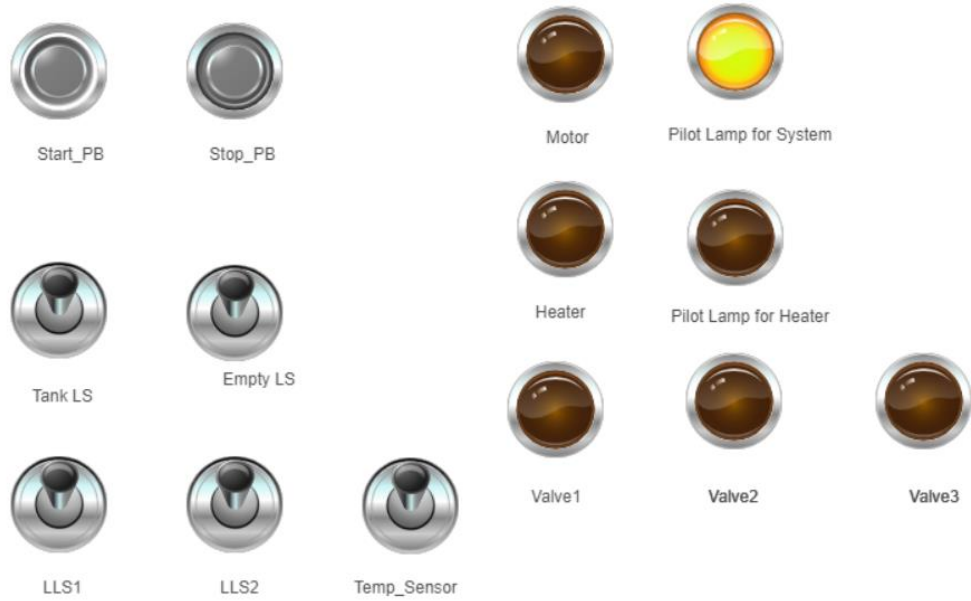 Start_PB
Stop_PB
Motor
Pilot Lamp for System
Heater
Pilot Lamp for Heater
Tank LS
Empty LS
Valve1
Valve2
Valve3
LLS1
LLS2
Temp_Sensor